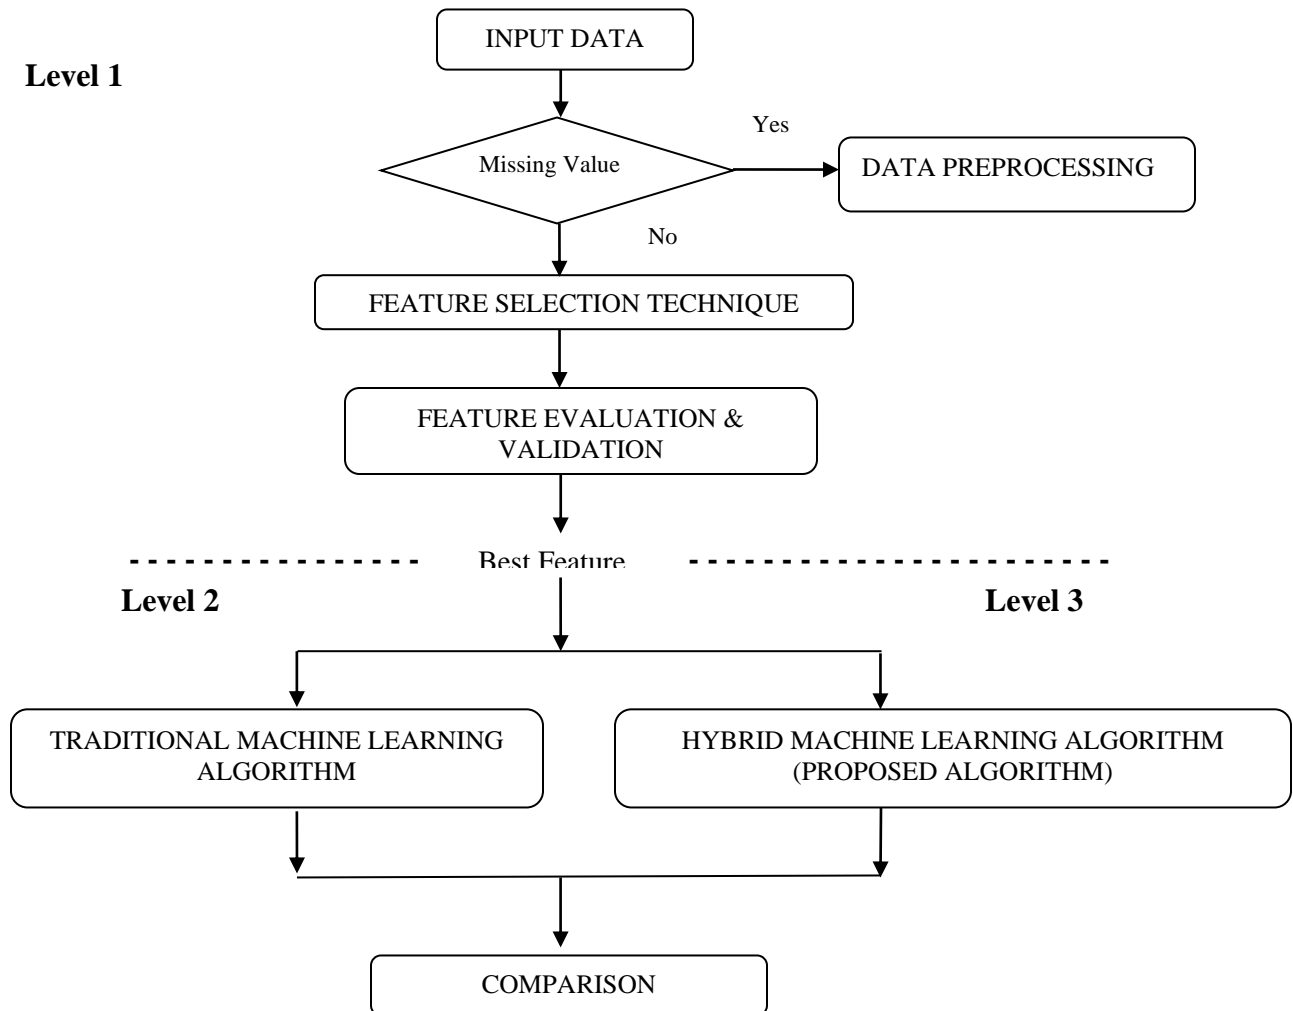 INPUT DATA
Level 1
Yes
Missing Value
DATA PREPROCESSING
No
FEATURE SELECTION TECHNIQUE
FEATURE EVALUATION &
VALIDATION
Best Feature
Level 2
Level 3
TRADITIONAL MACHINE LEARNING
ALGORITHM
HYBRID MACHINE LEARNING ALGORITHM
(PROPOSED ALGORITHM)
COMPARISON